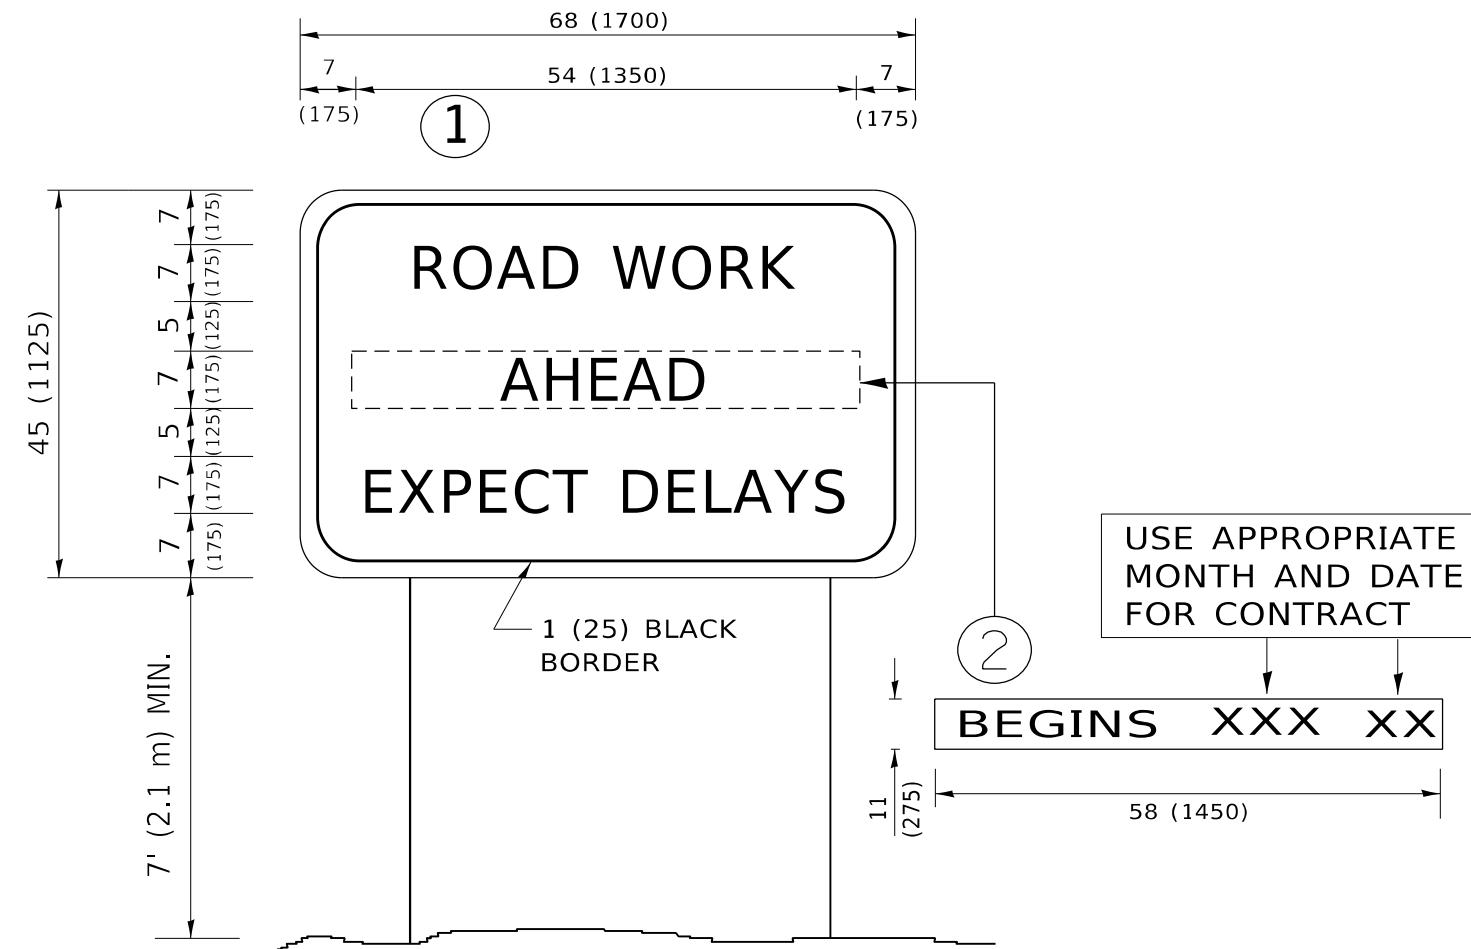 68 (1700)
7
54 (1350)
7
(175)
(175)
1
45 (1125)
7
(175)
7
(175)
5
(125)
7
(175)
5
(125)
7
(175)
7
(175)
ROAD WORK
AHEAD
EXPECT DELAYS
1 (25) BLACK
BORDER
7' (2.1 m) MIN.
USE APPROPRIATE
MONTH AND DATE
FOR CONTRACT
2
BEGINS XXX XX
11
(275)
58 (1450)